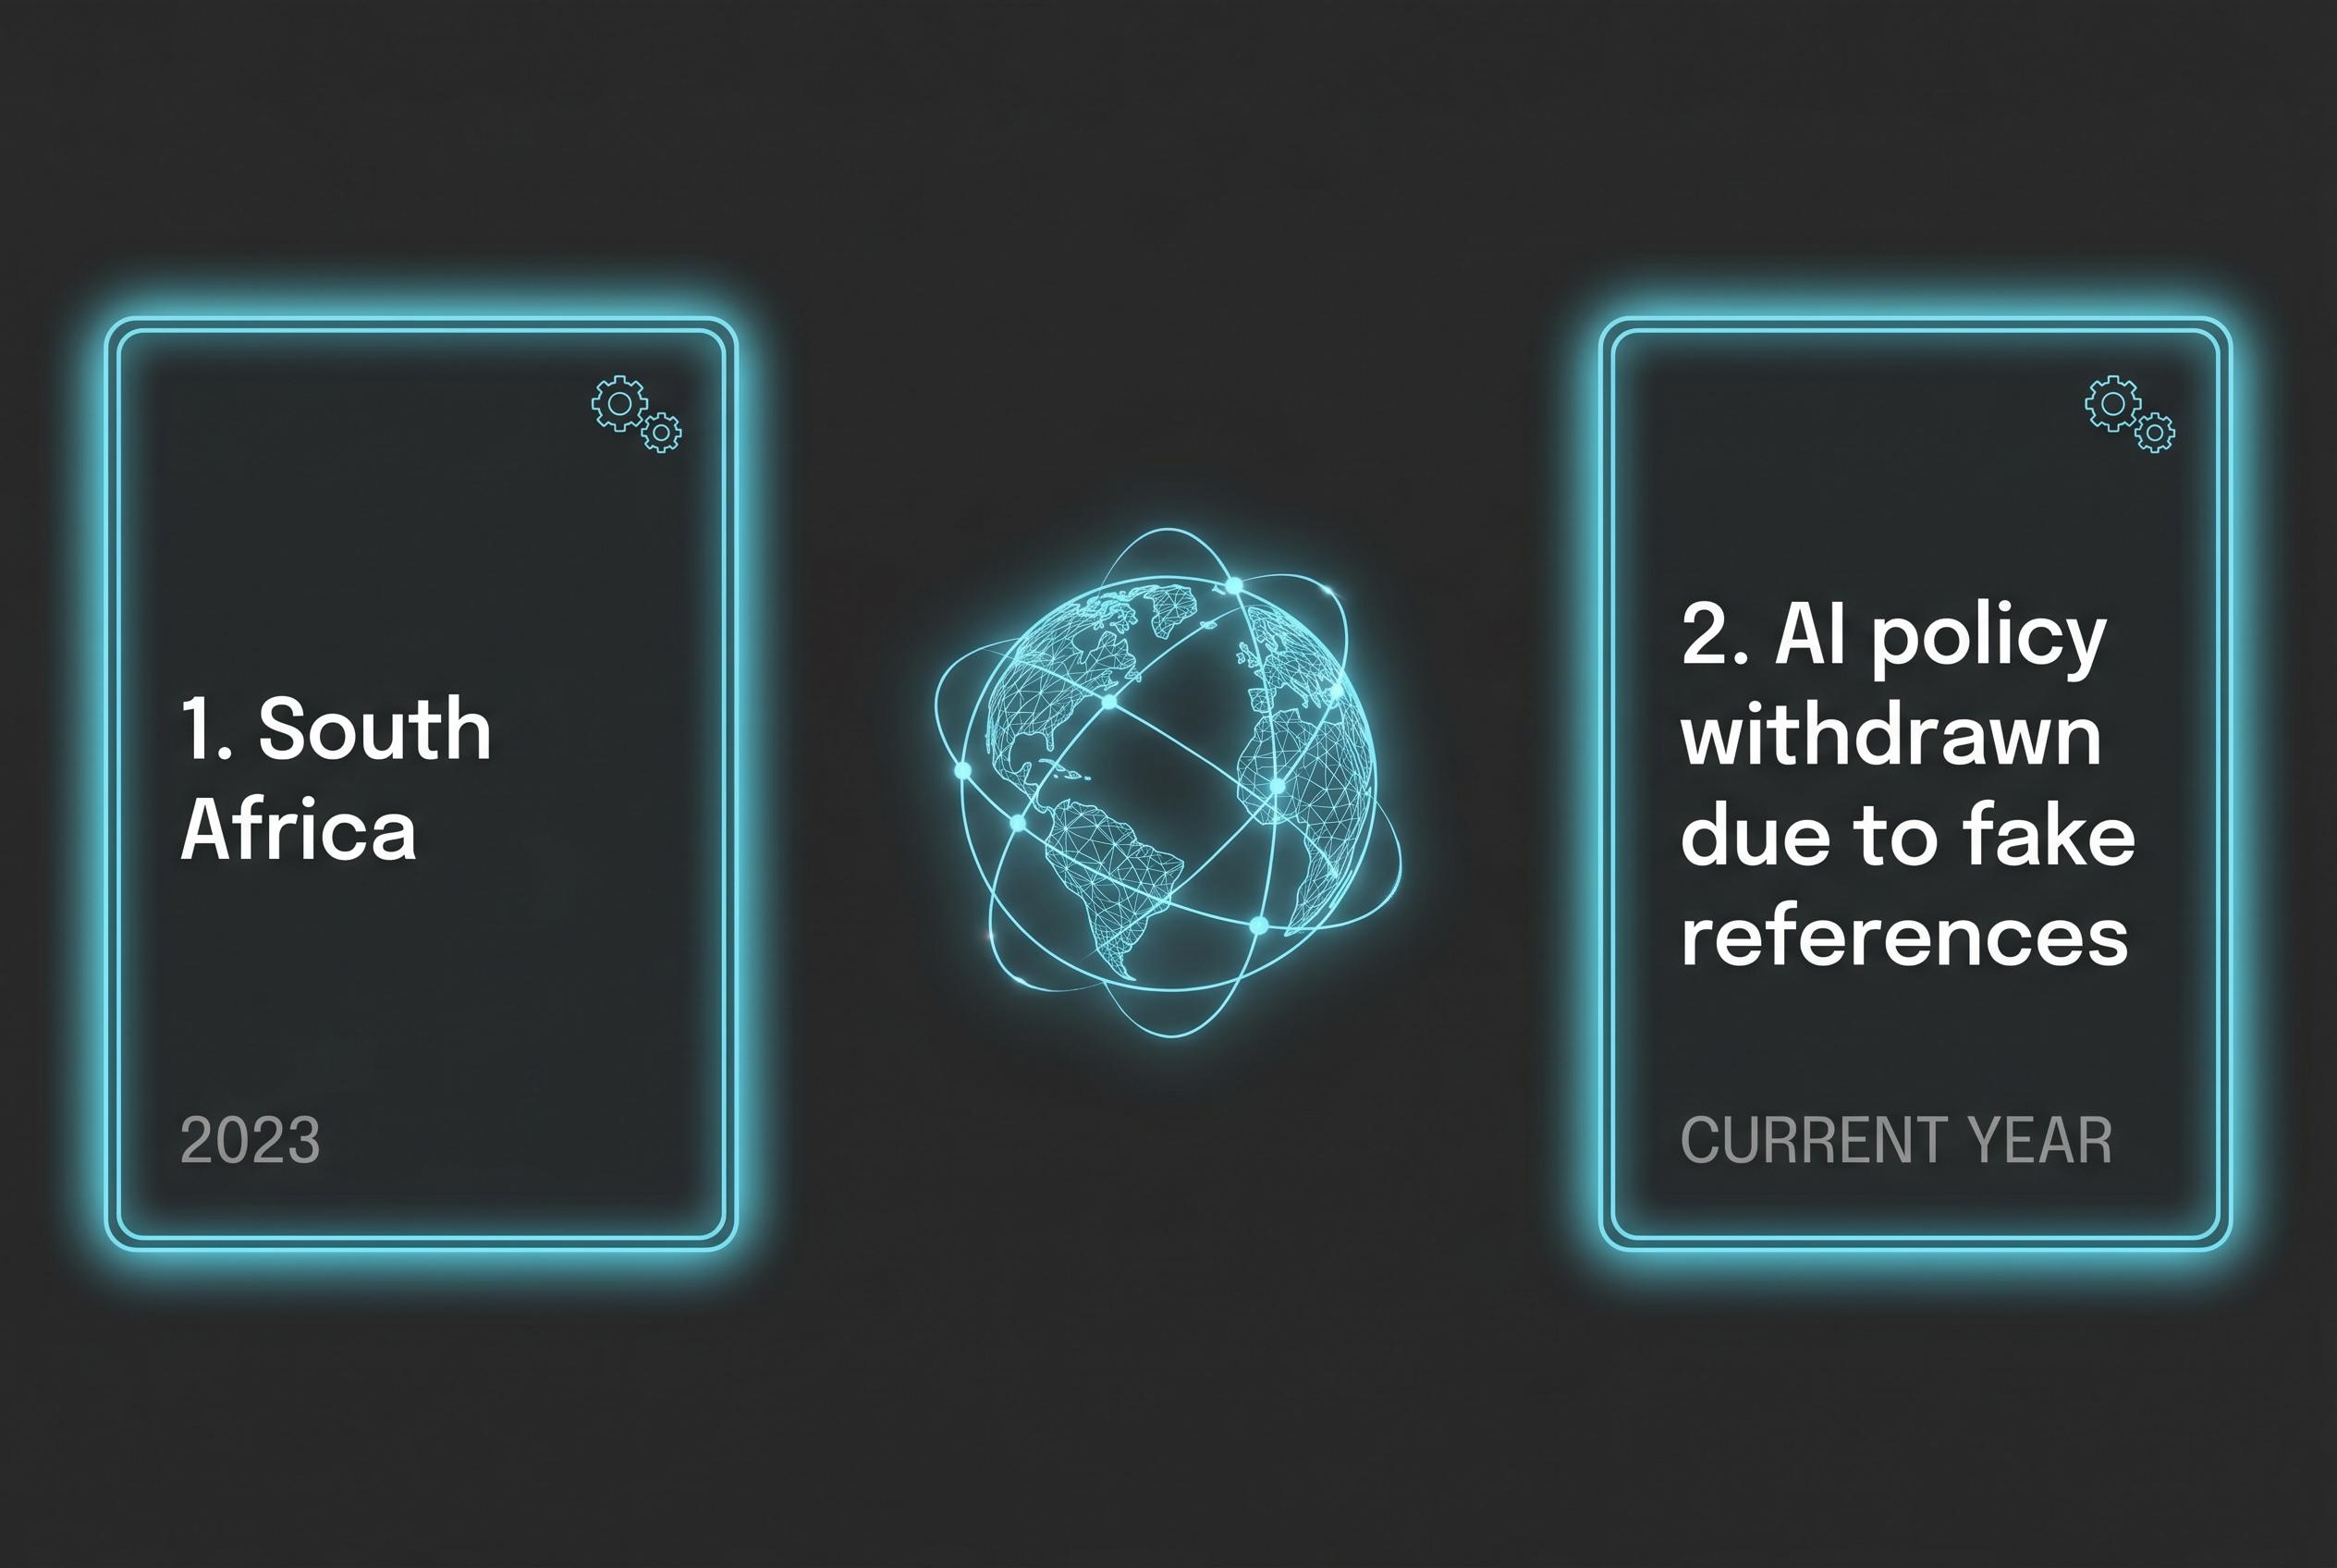 1. South
Africa
2023
2. AI policy
withdrawn
due to fake
references
CURRENT YEAR